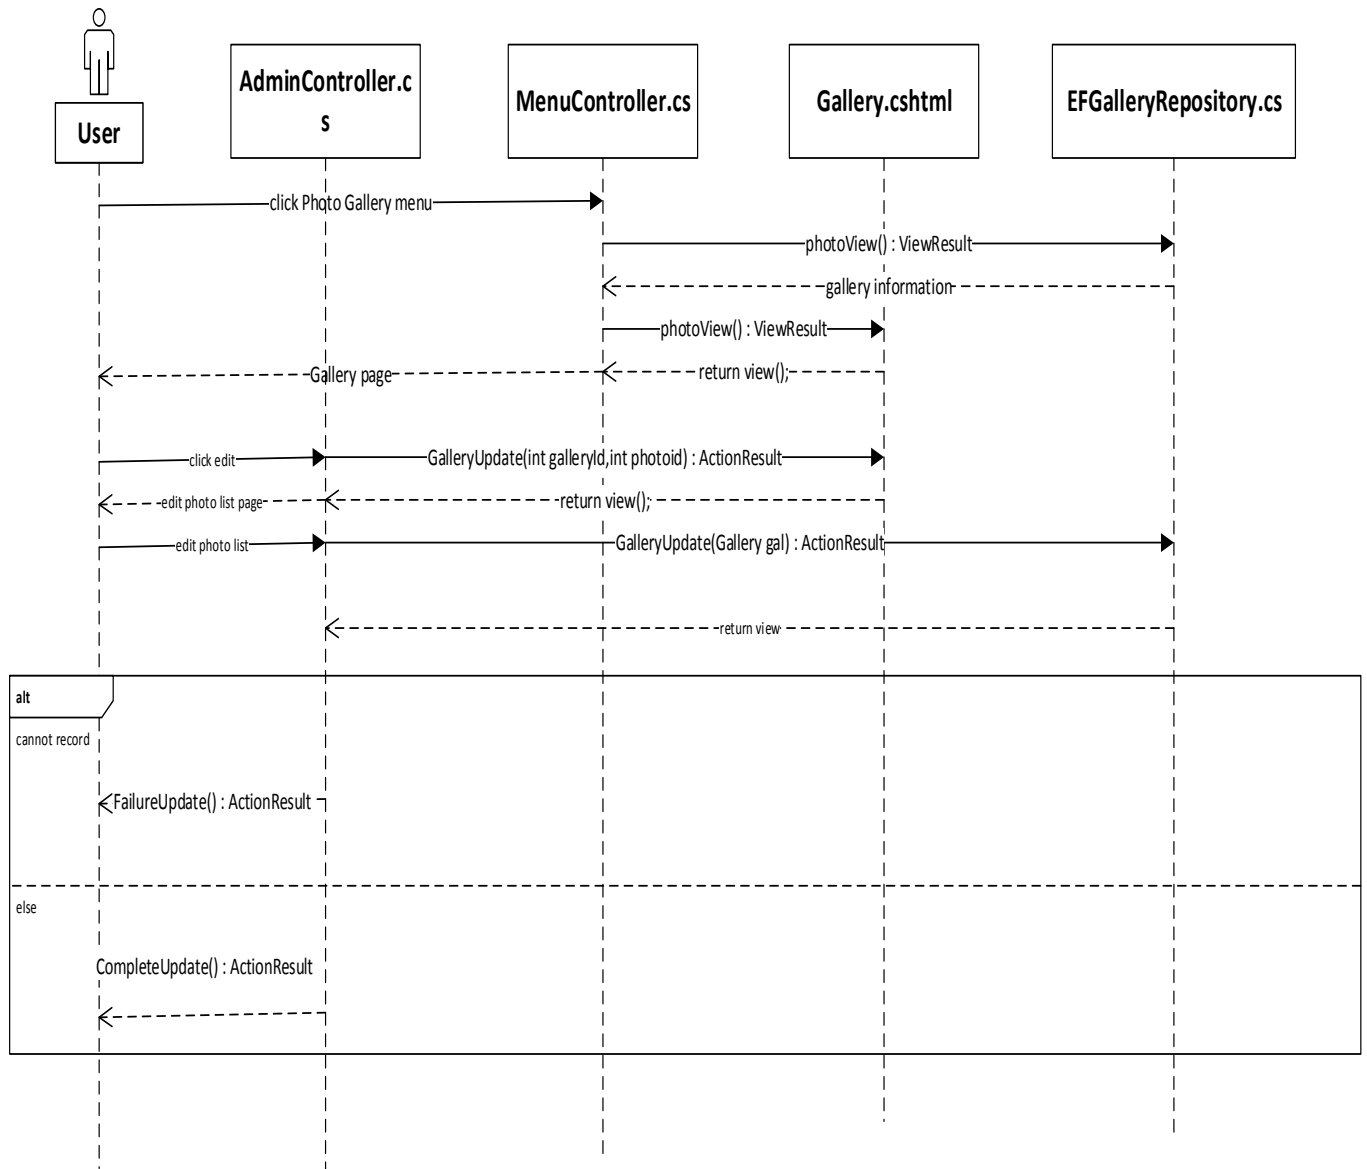 User
AdminController.c
s
MenuController.cs
Gallery.cshtml
EFGalleryRepository.cs
click Photo Gallery menu
photoView() : ViewResult
gallery information
photoView() : ViewResult
Gallery page
return view();
click edit
GalleryUpdate(int galleryId,int photoid) : ActionResult
edit photo list page
return view();
edit photo list
GalleryUpdate(Gallery gal) : ActionResult
return view
alt
cannot record
FailureUpdate() : ActionResult
else
CompleteUpdate() : ActionResult